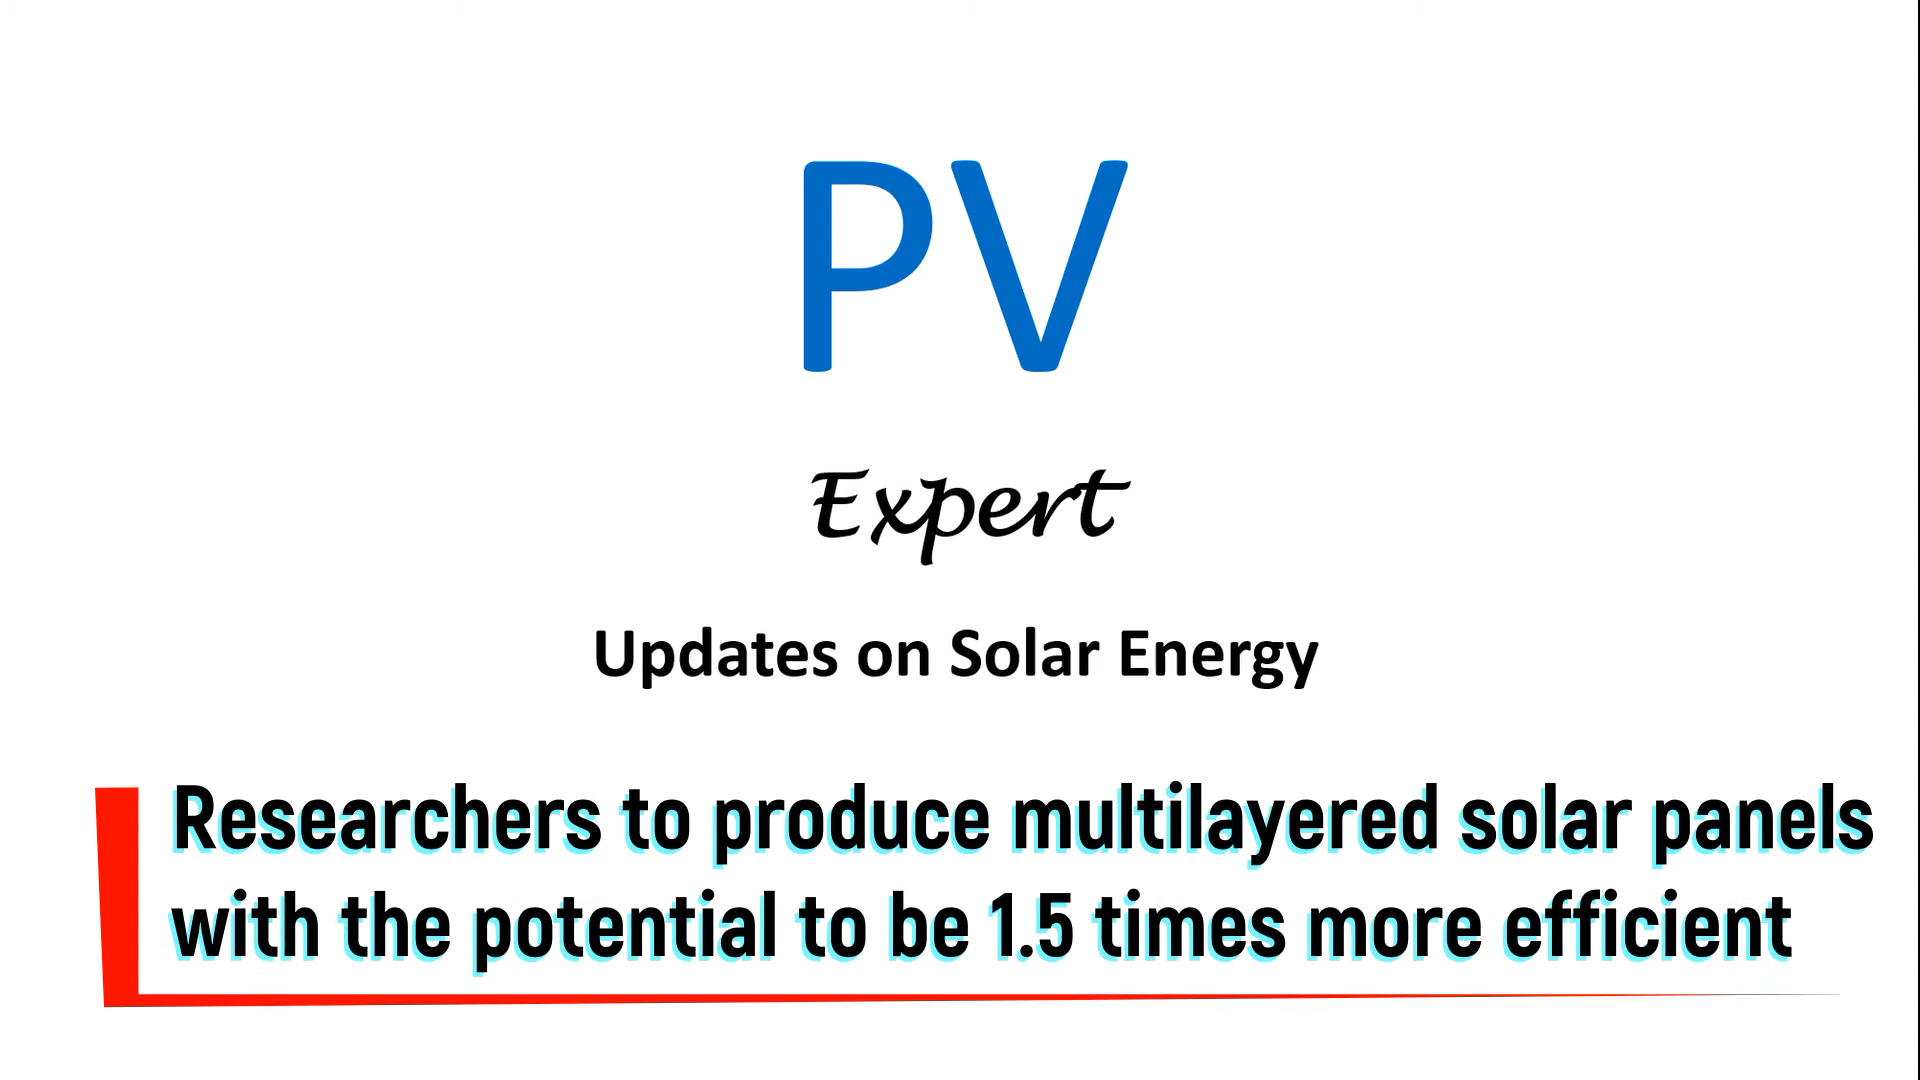 PV
Expert
Updates on Solar Energy
Researchers to produce multilayered solar panels
with the potential to be 1.5 times more efficient